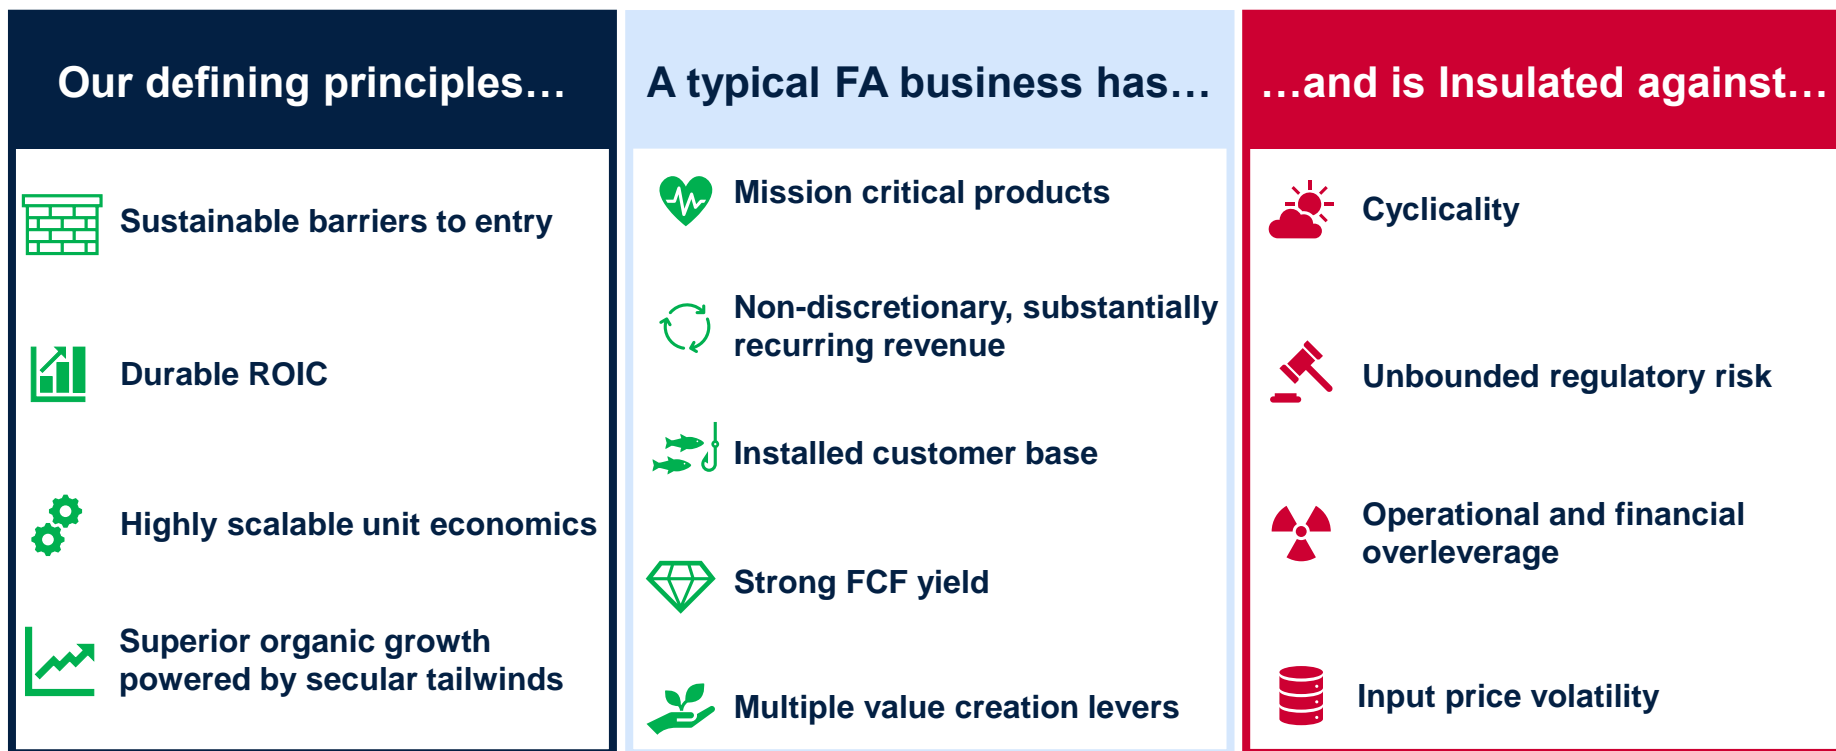 Our defining principles…
Sustainable barriers to entry
Durable ROIC
Highly scalable unit economics
Superior organic growth
powered by secular tailwinds
A typical FA business has…
Mission critical products
Non-discretionary, substantially
recurring revenue
Installed customer base
Strong FCF yield
Multiple value creation levers
…and is Insulated against…
Cyclicality
Unbounded regulatory risk
Operational and financial
overleverage
Input price volatility